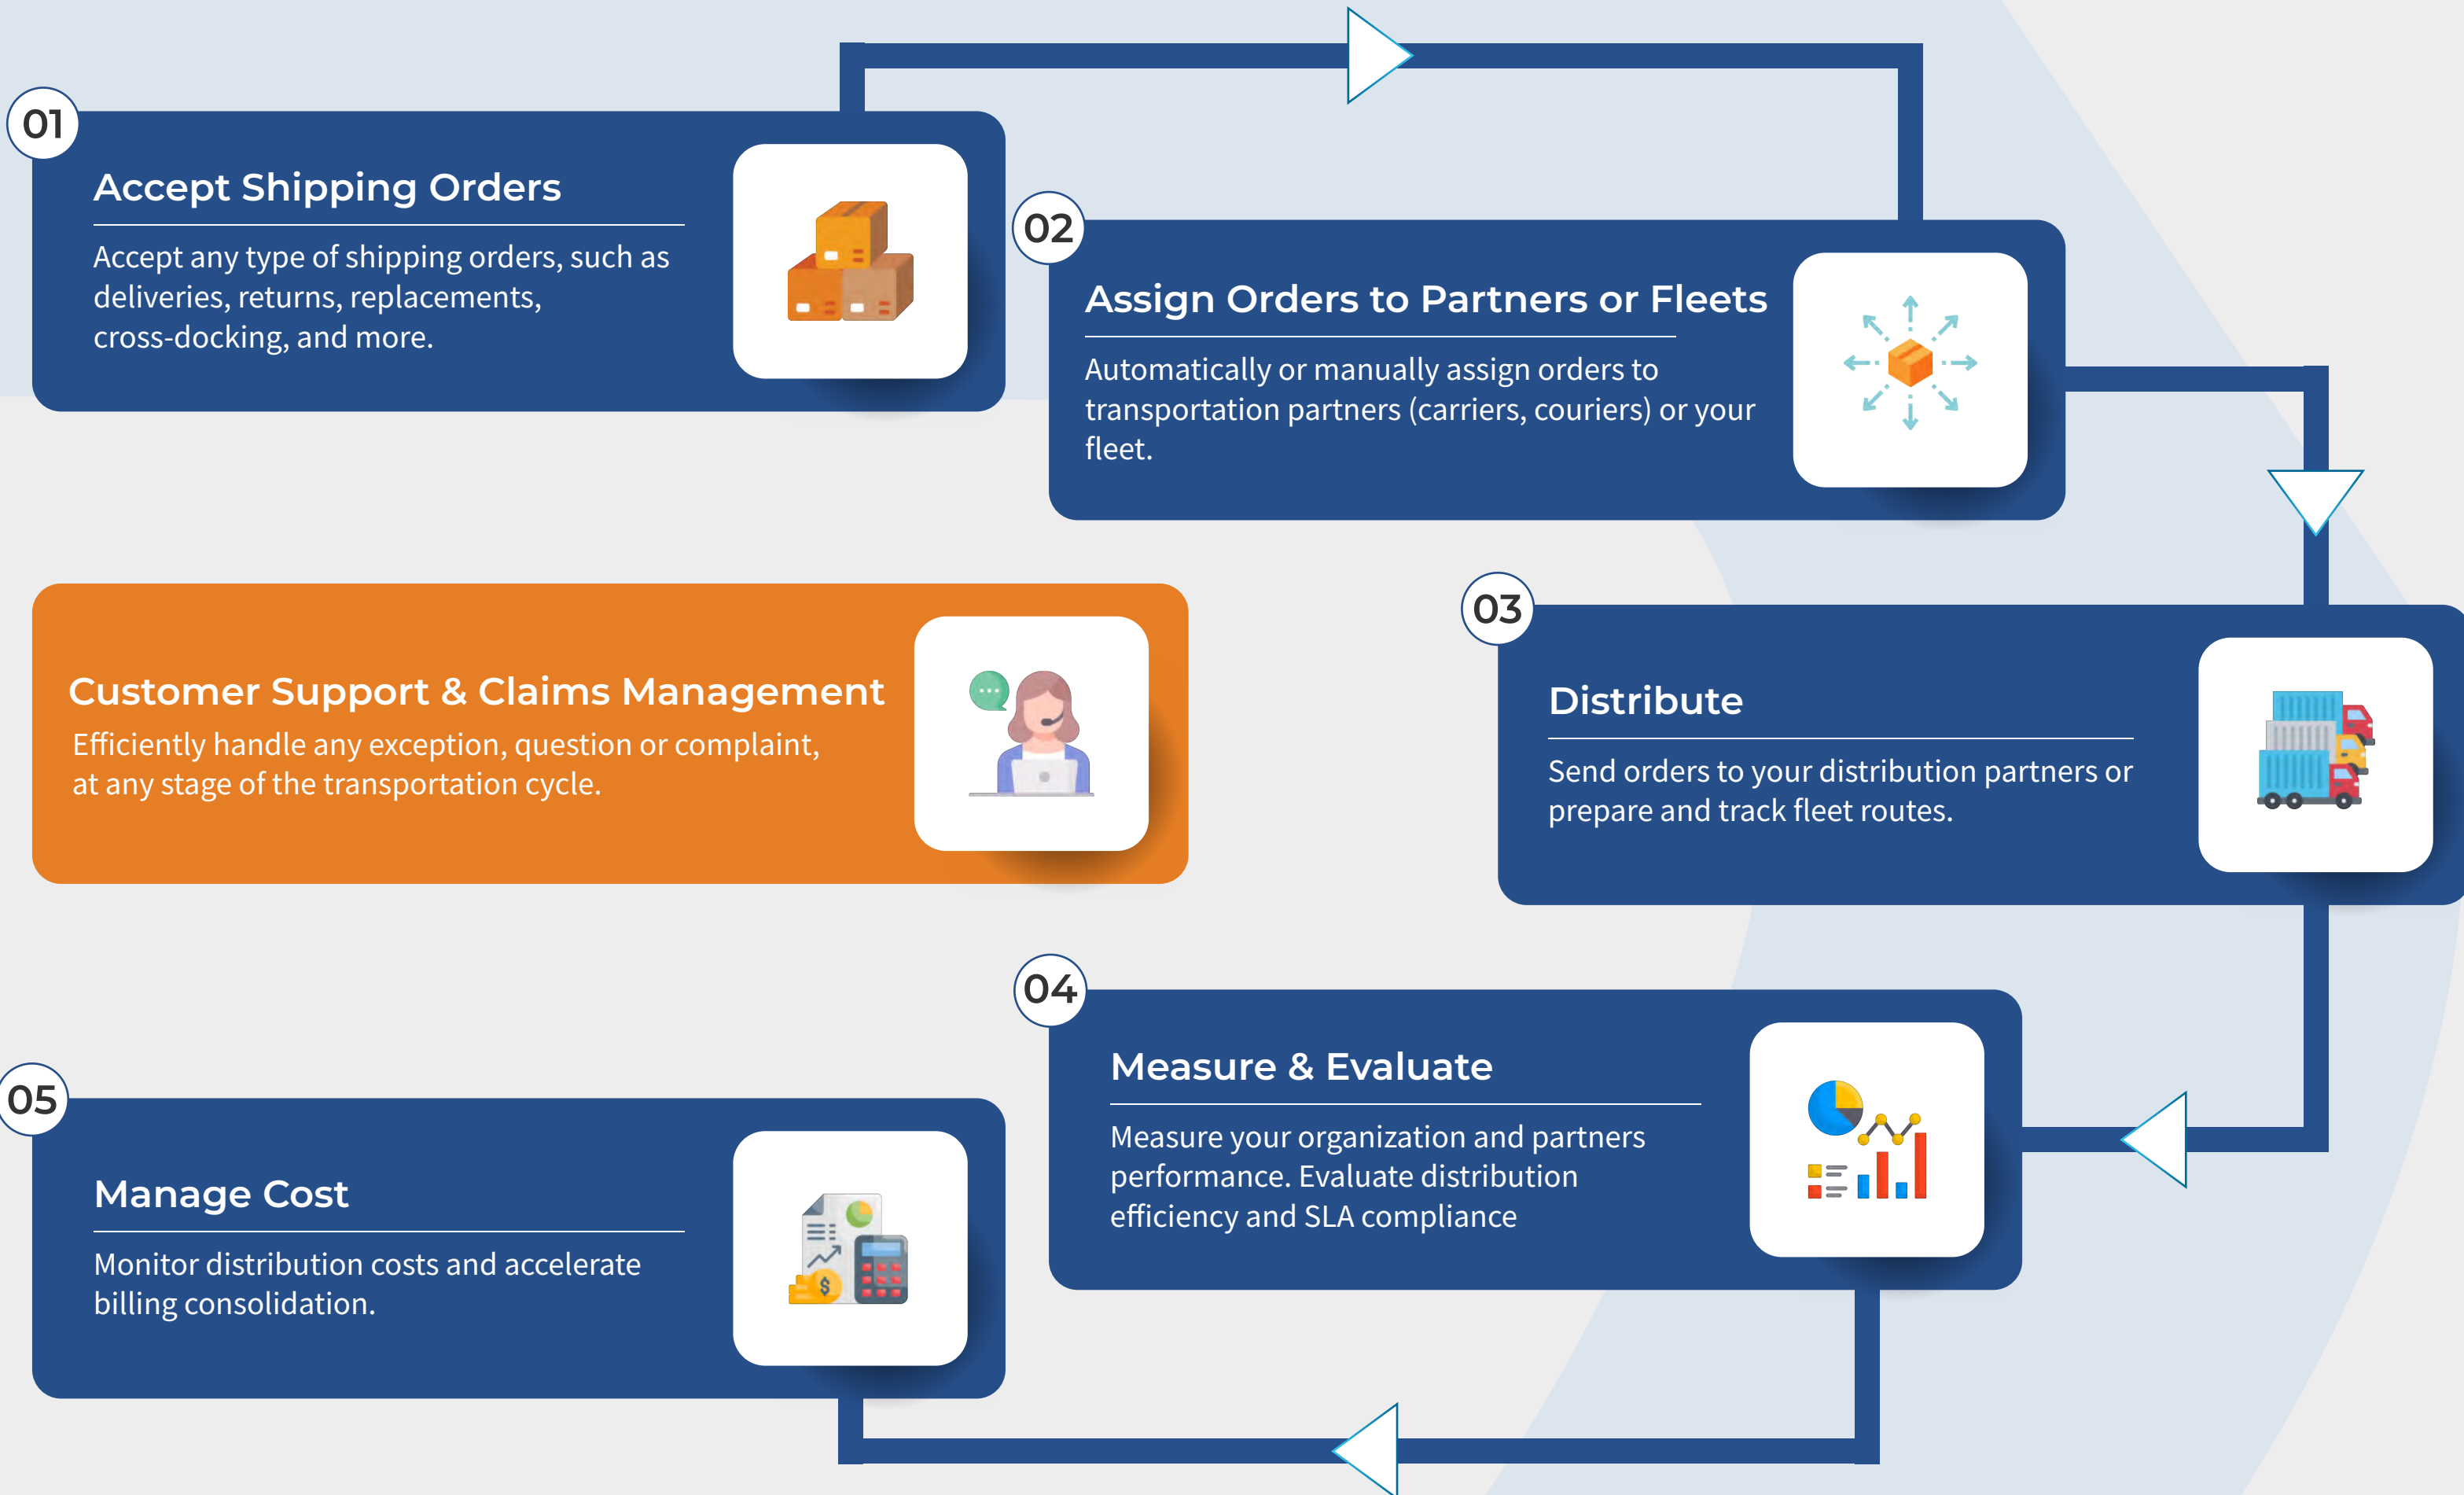 01
Accept Shipping Orders
Accept any type of shipping orders, such as
deliveries, returns, replacements,
cross-docking, and more.
02
Assign Orders to Partners or Fleets
Automatically or manually assign orders to
transportation partners (carriers, couriers) or your
fleet.
Customer Support & Claims Management
Efficiently handle any exception, question or complaint,
at any stage of the transportation cycle.
03
Distribute
Send orders to your distribution partners or
prepare and track fleet routes.
04
Measure & Evaluate
Measure your organization and partners
performance. Evaluate distribution
efficiency and SLA compliance
05
Manage Cost
Monitor distribution costs and accelerate
billing consolidation.